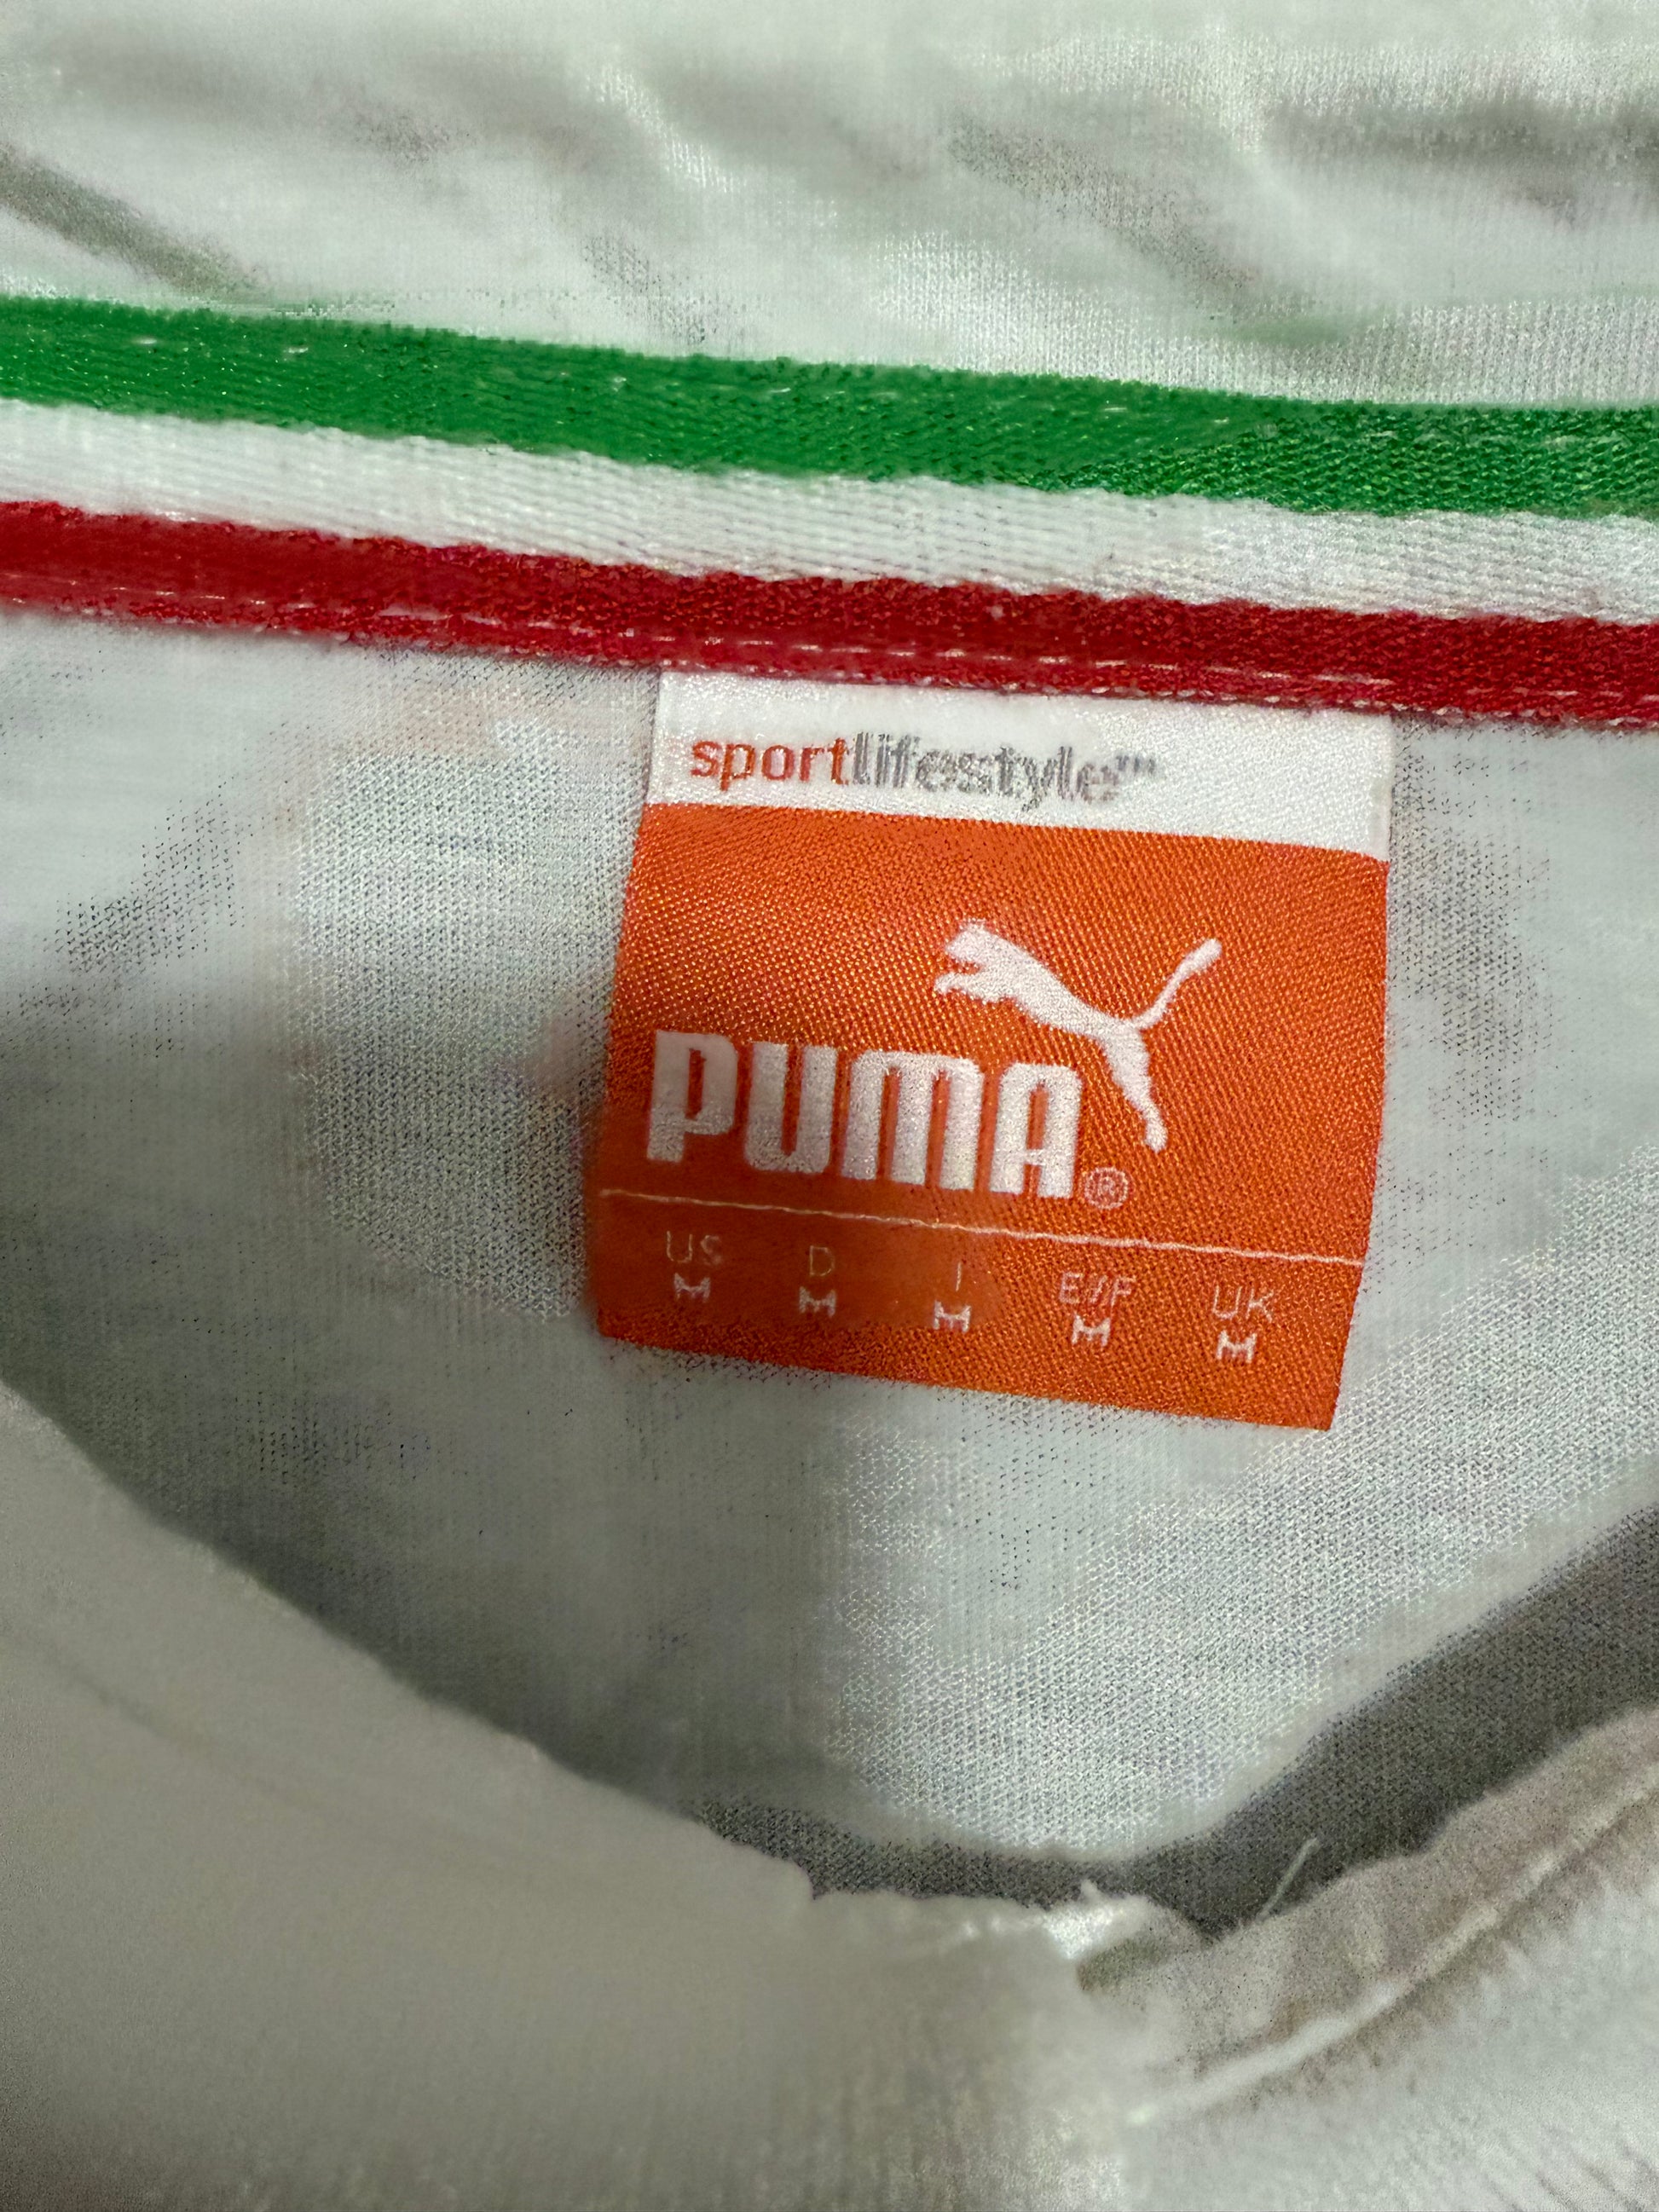 sportlifestyle™
PUMA®
US D I E/F UK
M M M M M